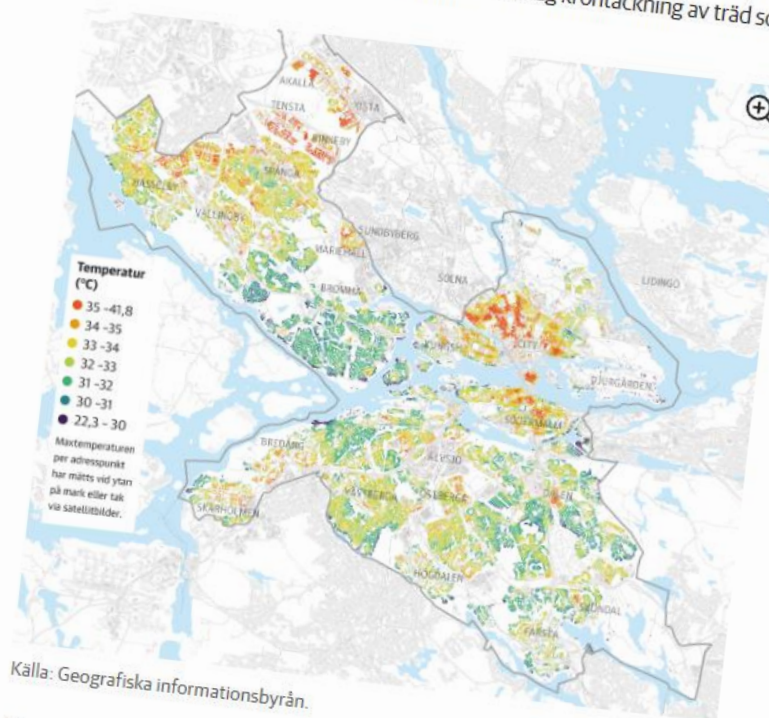 krontäckning av träd
AKALLA
TENSTA
KISTA
RINKEBY
SPÅNGA
HÄSSELBY
VÄLLINGBY
SUNDBYBERG
MARIEHÄLL
SOLNA
LIDINGÖ
BROMMA
CITY
DJURGÅRDEN
SÖDERMALM
BREDÄNG
ÄLVSJÖ
VÄSTBERGA
SKÄRHOLMEN
HÖGDALEN
SKÖNDAL
FARSTA
Temperatur
(°C)
35 -41,8
34 -35
33 -34
32 -33
31 -32
30 -31
22,3 - 30
Maxtemperaturen
per adresspunkt
har mätts vid ytan
på mark eller tak
via satellitbilder.
Källa: Geografiska informationsbyrån.